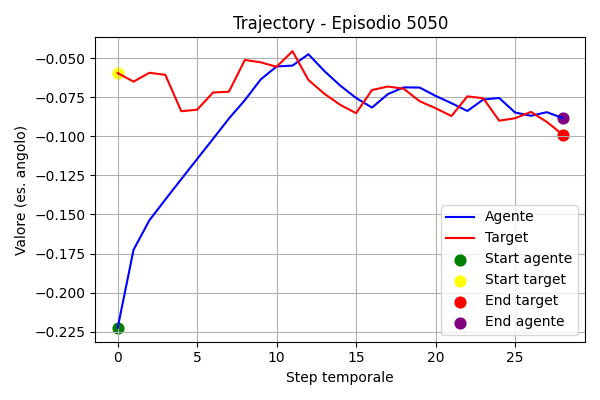 Trajectory - Episodio 5050
Valore (es. angolo)
−0.050
−0.075
−0.100
−0.125
−0.150
−0.175
−0.200
−0.225
0
5
10
15
20
25
Step temporale
Agente
Target
Start agente
Start target
End target
End agente